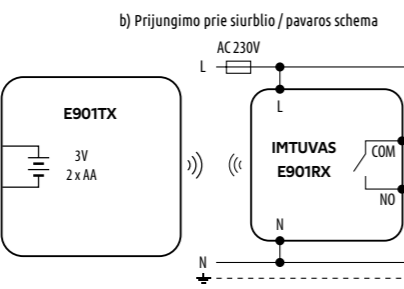 b) Prijungimo prie siurblio / pavaros schema
AC 230V
L
E901TX
3V
2 x AA
L
IMTUVAS
E901RX
COM
NO
N
N